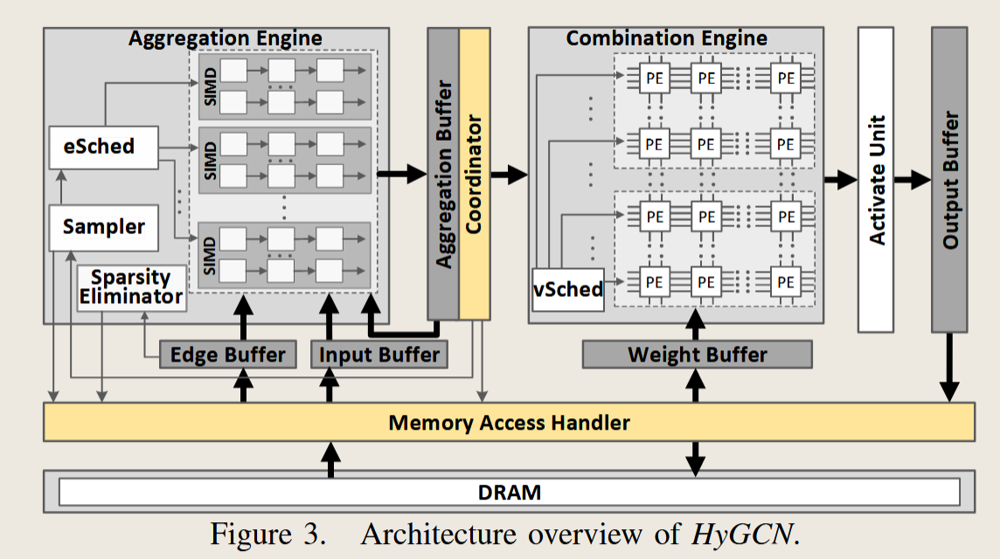 Aggregation Engine
SIMD
SIMD
SIMD
eSched
Sampler
Sparsity
Eliminator
Aggregation Buffer
Coordinator
Combination Engine
PE PE PE
PE PE PE
PE PE PE
PE PE PE
vSched
Activate Unit
Output Buffer
Edge Buffer
Input Buffer
Weight Buffer
Memory Access Handler
DRAM
Figure 3. Architecture overview of HyGCN.